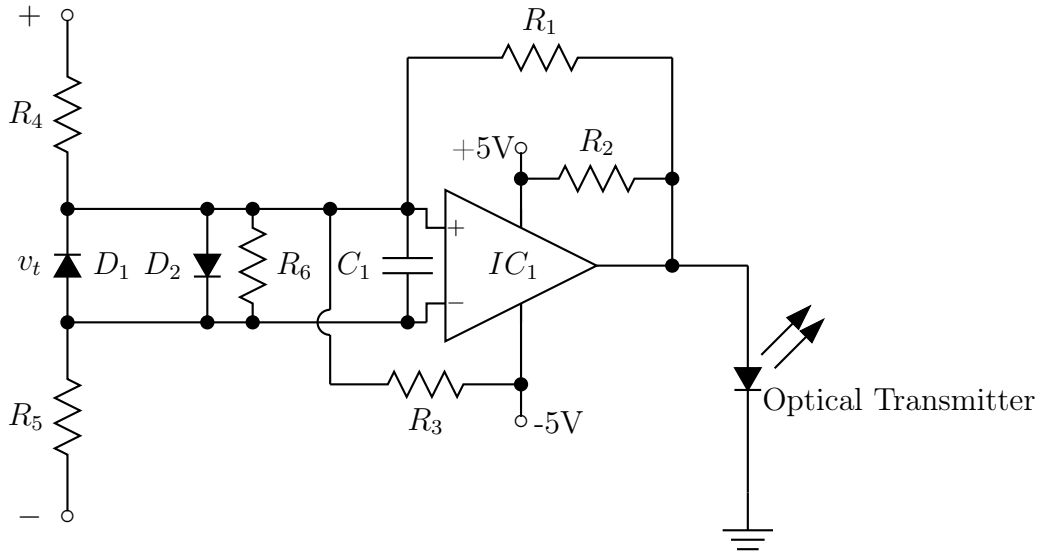 +
R₁
R₄
+5V
R₂
+
vₜ
D₁
D₂
R₆
C₁
IC₁
−
R₃
-5V
R₅
Optical Transmitter
−